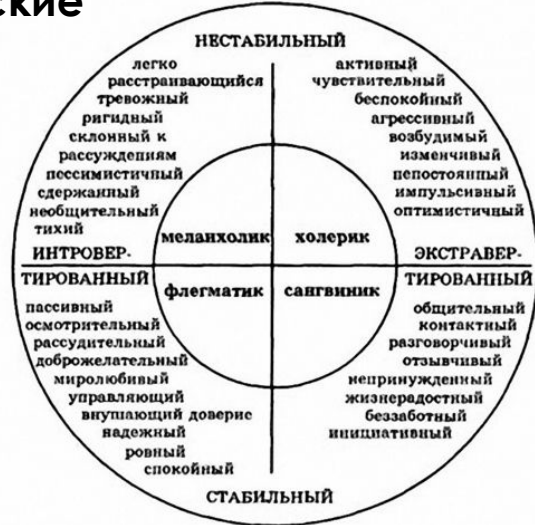 ские
НЕСТАБИЛЬНЫЙ
легко
расстраивающийся
тревожный
ригидный
склонный к
рассуждениям
пессимистичный
сдержанный
необщительный
тихий
активный
чувствительный
беспокойный
агрессивный
возбудимый
изменчивый
непостоянный
импульсивный
оптимистичный
меланхолик
холерик
ИНТРОВЕР-
ТИРОВАННЫЙ
ЭКСТРАВЕР-
ТИРОВАННЫЙ
флегматик
сангвиник
пассивный
осмотрительный
рассудительный
доброжелательный
миролюбивый
управляющий
внушающий доверие
надежный
ровный
спокойный
общительный
контактный
разговорчивый
отзывчивый
непринужденный
жизнерадостный
беззаботный
инициативный
СТАБИЛЬНЫЙ